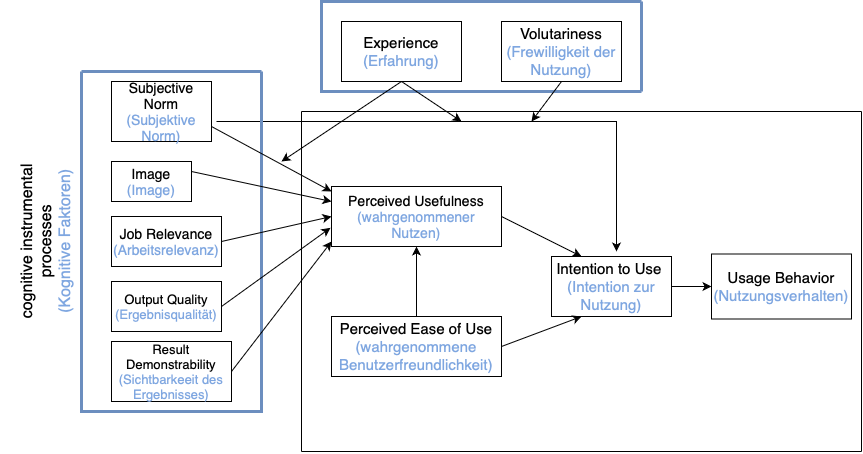 Experience
(Erfahrung)
Volutariness
(Frewilligkeit der
Nutzung)
cognitive instrumental
processes
(Kognitive Faktoren)
Subjective
Norm
(Subjektive
Norm)
Image
(Image)
Job Relevance
(Arbeitsrelevanz)
Output Quality
(Ergebnisqualität)
Result
Demonstrability
(Sichtbarkeeit des
Ergebnisses)
Perceived Usefulness
(wahrgenommener
Nutzen)
Perceived Ease of Use
(wahrgenommene
Benutzerfreundlichkeit)
Intention to Use
(Intention zur
Nutzung)
Usage Behavior
(Nutzungsverhalten)